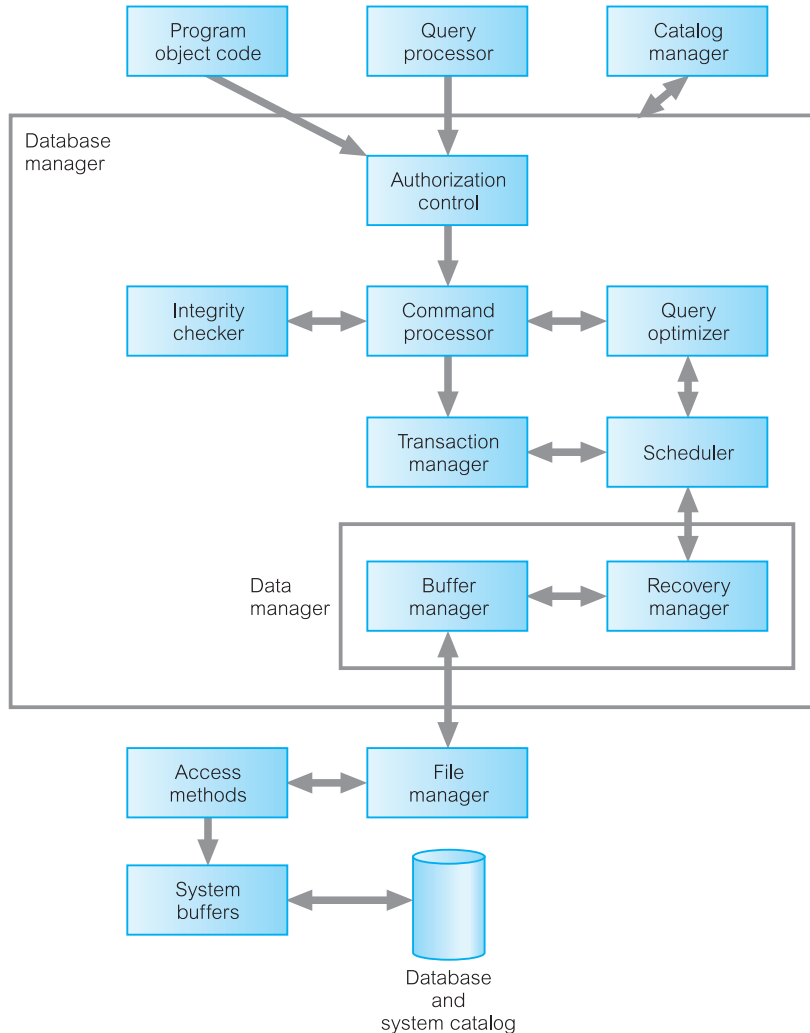 Program
object code
Query
processor
Catalog
manager
Database
manager
Authorization
control
Integrity
checker
Command
processor
Query
optimizer
Transaction
manager
Scheduler
Data
manager
Buffer
manager
Recovery
manager
Access
methods
File
manager
System
buffers
Database
and
system catalog